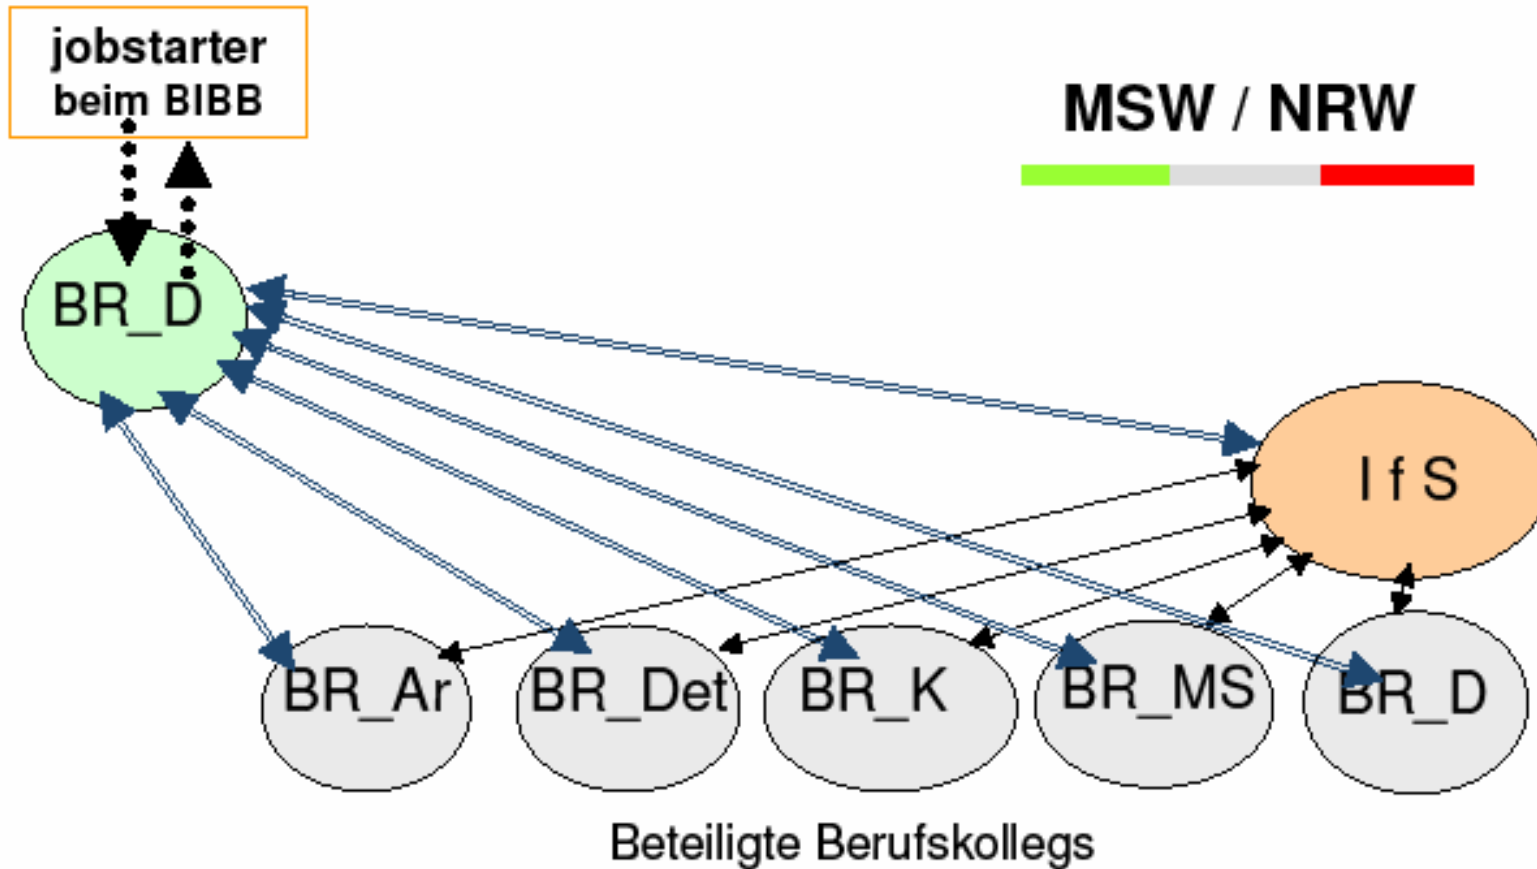 jobstarter
beim BIBB
MSW / NRW
BR_D
I f S
BR_Ar
BR_Det
BR_K
BR_MS
BR_D
Beteiligte Berufskollegs